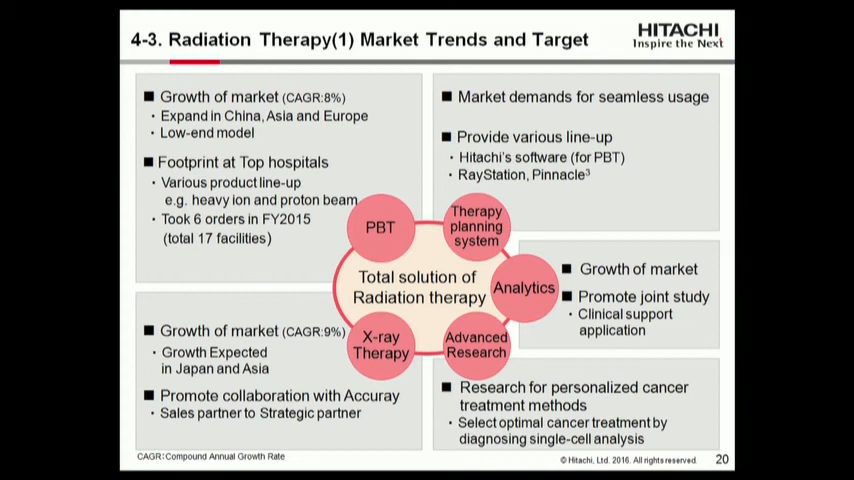 4-3. Radiation Therapy(1) Market Trends and Target
HITACHI
Inspire the Next
■ Growth of market (CAGR:8%)
・Expand in China, Asia and Europe
・Low-end model
■ Footprint at Top hospitals
・Various product line-up
e.g. heavy ion and proton beam
・Took 6 orders in FY2015
(total 17 facilities)
■ Market demands for seamless usage
■ Provide various line-up
・Hitachi's software (for PBT)
・RayStation, Pinnacle³
PBT
Therapy
planning
system
Total solution of
Radiation therapy
Analytics
■ Growth of market
■ Promote joint study
・Clinical support
application
X-ray
Therapy
Advanced
Research
■ Growth of market (CAGR:9%)
・Growth Expected
in Japan and Asia
■ Promote collaboration with Accuray
・Sales partner to Strategic partner
■ Research for personalized cancer
treatment methods
・Select optimal cancer treatment by
diagnosing single-cell analysis
CAGR:Compound Annual Growth Rate
© Hitachi, Ltd. 2016. All rights reserved.
20